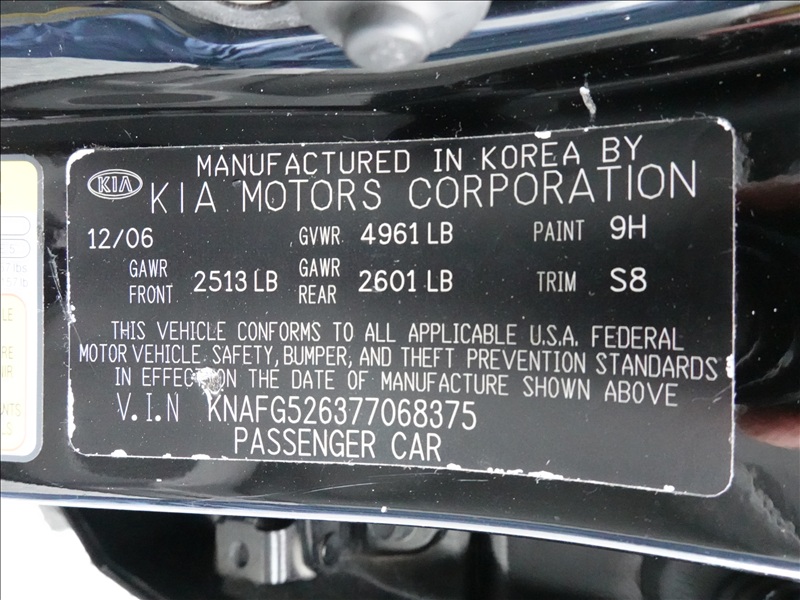 MANUFACTURED IN KOREA BY
KIA KIA MOTORS CORPORATION
12/06 GVWR 4961 LB PAINT 9H
GAWR FRONT 2513 LB GAWR REAR 2601 LB TRIM S8
THIS VEHICLE CONFORMS TO ALL APPLICABLE U.S.A. FEDERAL
MOTOR VEHICLE SAFETY, BUMPER, AND THEFT PREVENTION STANDARDS
IN EFFECT ON THE DATE OF MANUFACTURE SHOWN ABOVE
V.I.N KNAFG526377068375
PASSENGER CAR